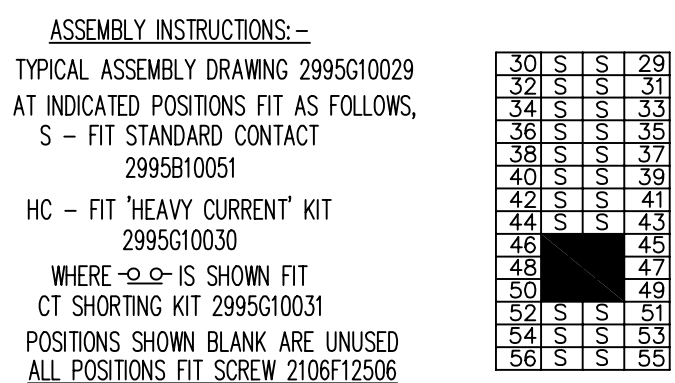 ASSEMBLY INSTRUCTIONS:–
TYPICAL ASSEMBLY DRAWING 2995G10029
AT INDICATED POSITIONS FIT AS FOLLOWS,
S – FIT STANDARD CONTACT
2995B10051
HC – FIT 'HEAVY CURRENT' KIT
2995G10030
WHERE IS SHOWN FIT
CT SHORTING KIT 2995G10031
POSITIONS SHOWN BLANK ARE UNUSED
ALL POSITIONS FIT SCREW 2106F12506
30 S S 29
32 S S 31
34 S S 33
36 S S 35
38 S S 37
40 S S 39
42 S S 41
44 S S 43
46 45
48 47
50 49
52 S S 51
54 S S 53
56 S S 55